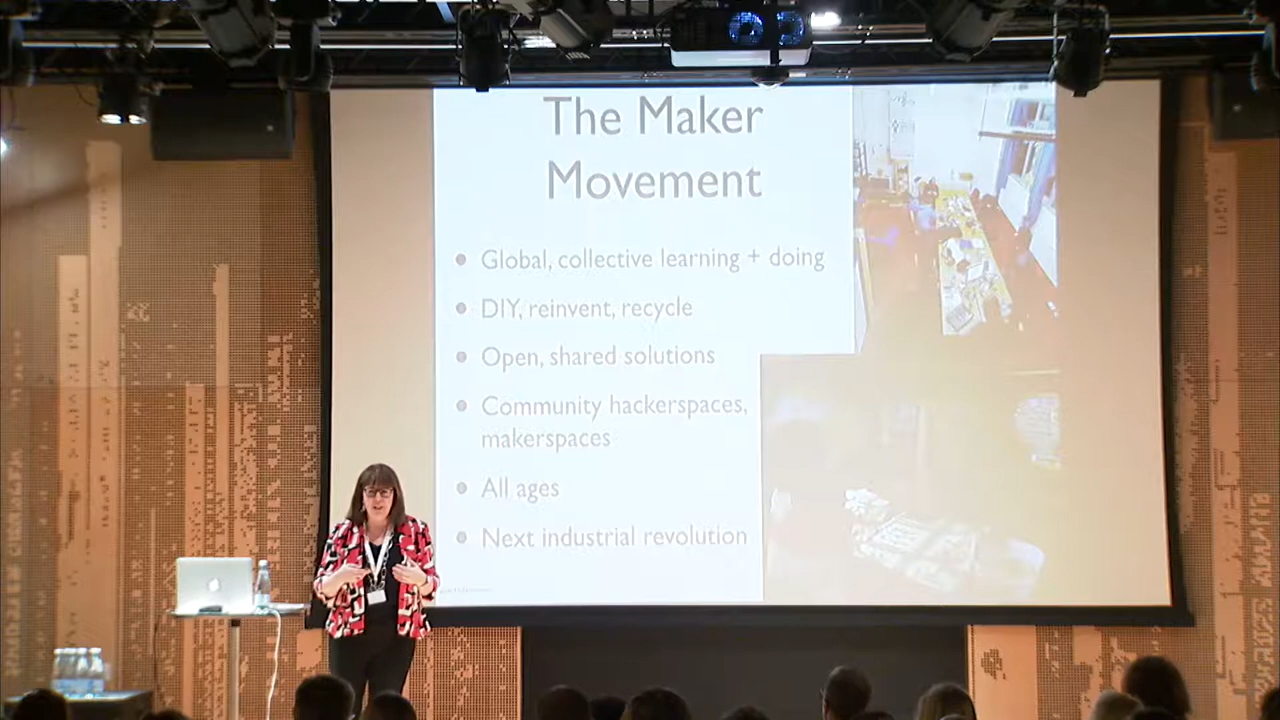 The Maker
Movement
• Global, collective learning + doing
• DIY, reinvent, recycle
• Open, shared solutions
• Community hackerspaces,
makerspaces
• All ages
• Next industrial revolution